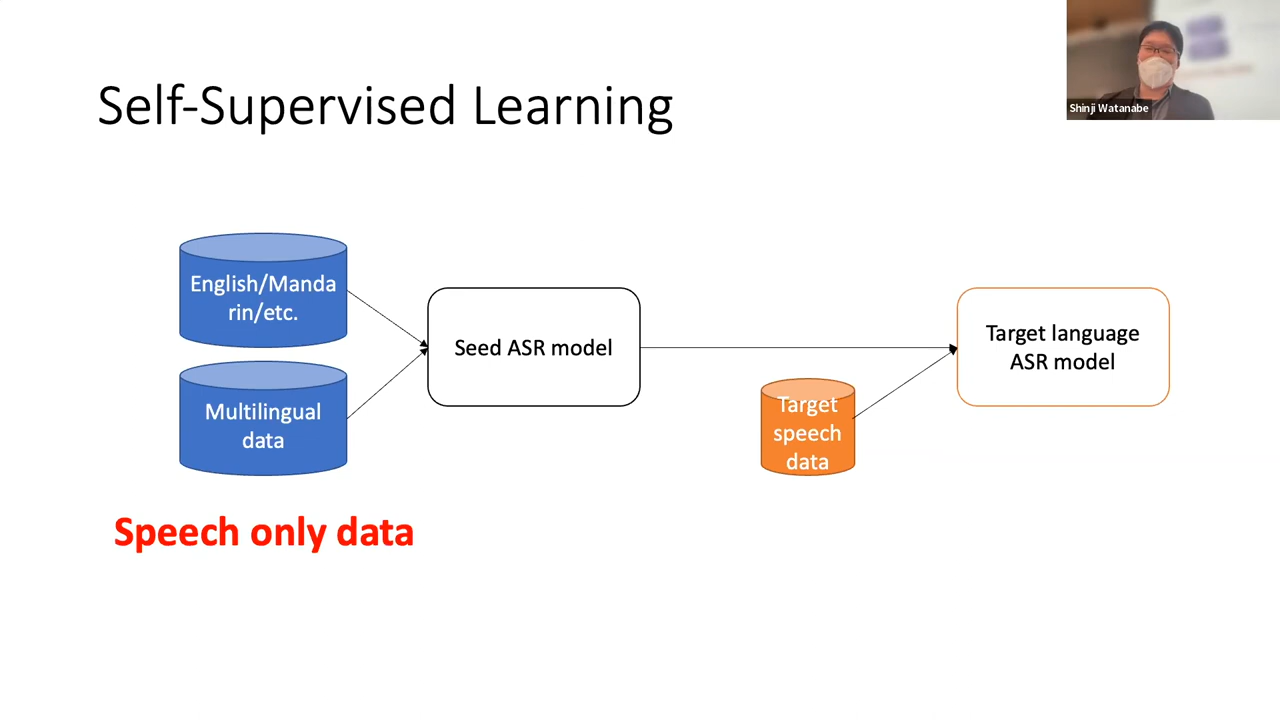 Shinji Watanabe
Self-Supervised Learning
English/Manda
rin/etc.
Multilingual
data
Seed ASR model
Target
speech
data
Target language
ASR model
Speech only data